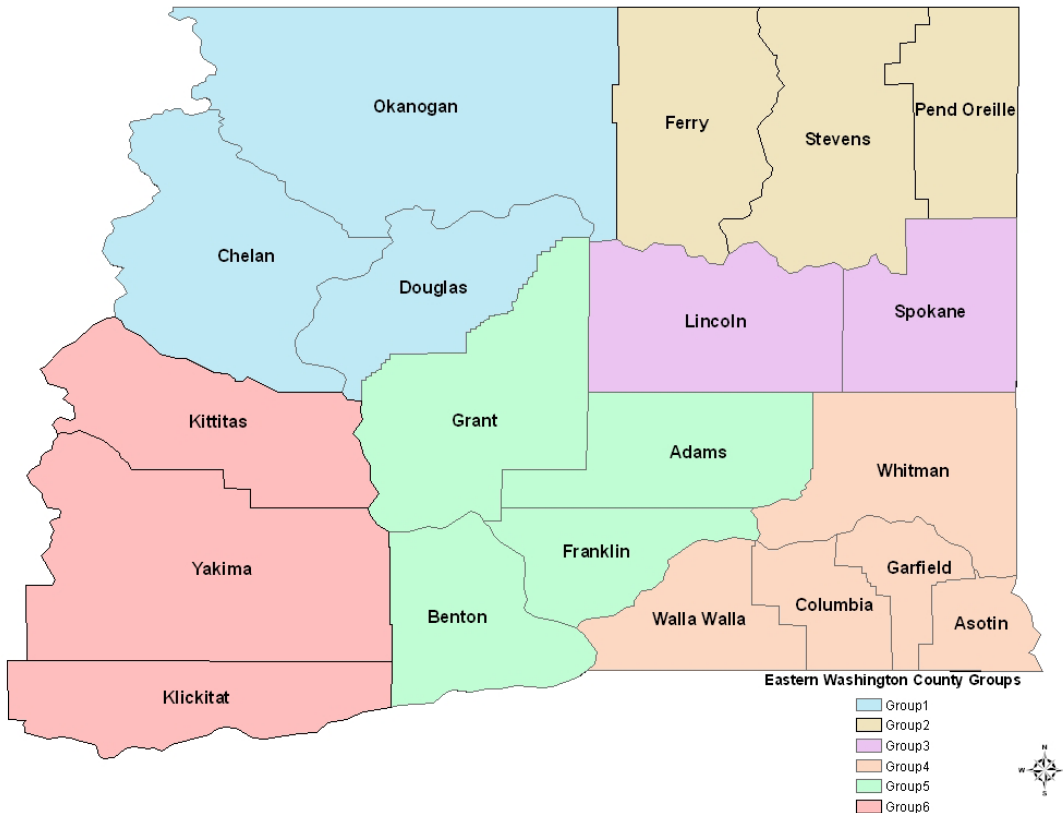 Okanogan
Ferry
Stevens
Pend Oreille
Chelan
Douglas
Lincoln
Spokane
Kittitas
Grant
Adams
Whitman
Yakima
Franklin
Garfield
Benton
Walla Walla
Columbia
Asotin
Klickitat
Eastern Washington County Groups
Group1
Group2
Group3
Group4
Group5
Group6
N
W
E
S